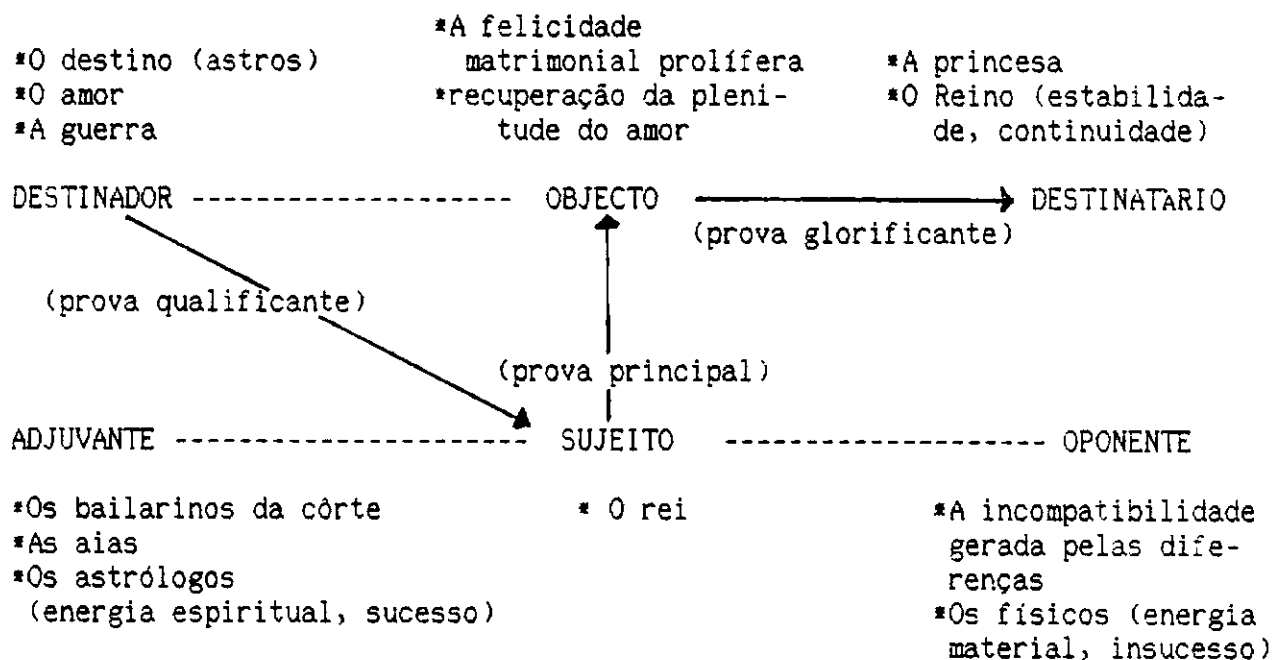 *A felicidade
matrimonial prolífera
*O destino (astros)
*A princesa
*O amor
*recuperação da pleni-
*O Reino (estabilida-
*A guerra
tude do amor
de, continuidade)
DESTINADOR -------------------- OBJECTO DESTINATÀRIO
(prova glorificante)
(prova qualificante)
(prova principal)
ADJUVANTE -------------------- SUJEITO ------------------- OPONENTE
*Os bailarinos da côrte * O rei *A incompatibilidade
*As aias gerada pelas dife-
*Os astrólogos renças
(energia espiritual, sucesso) *Os físicos (energia
material, insucesso)